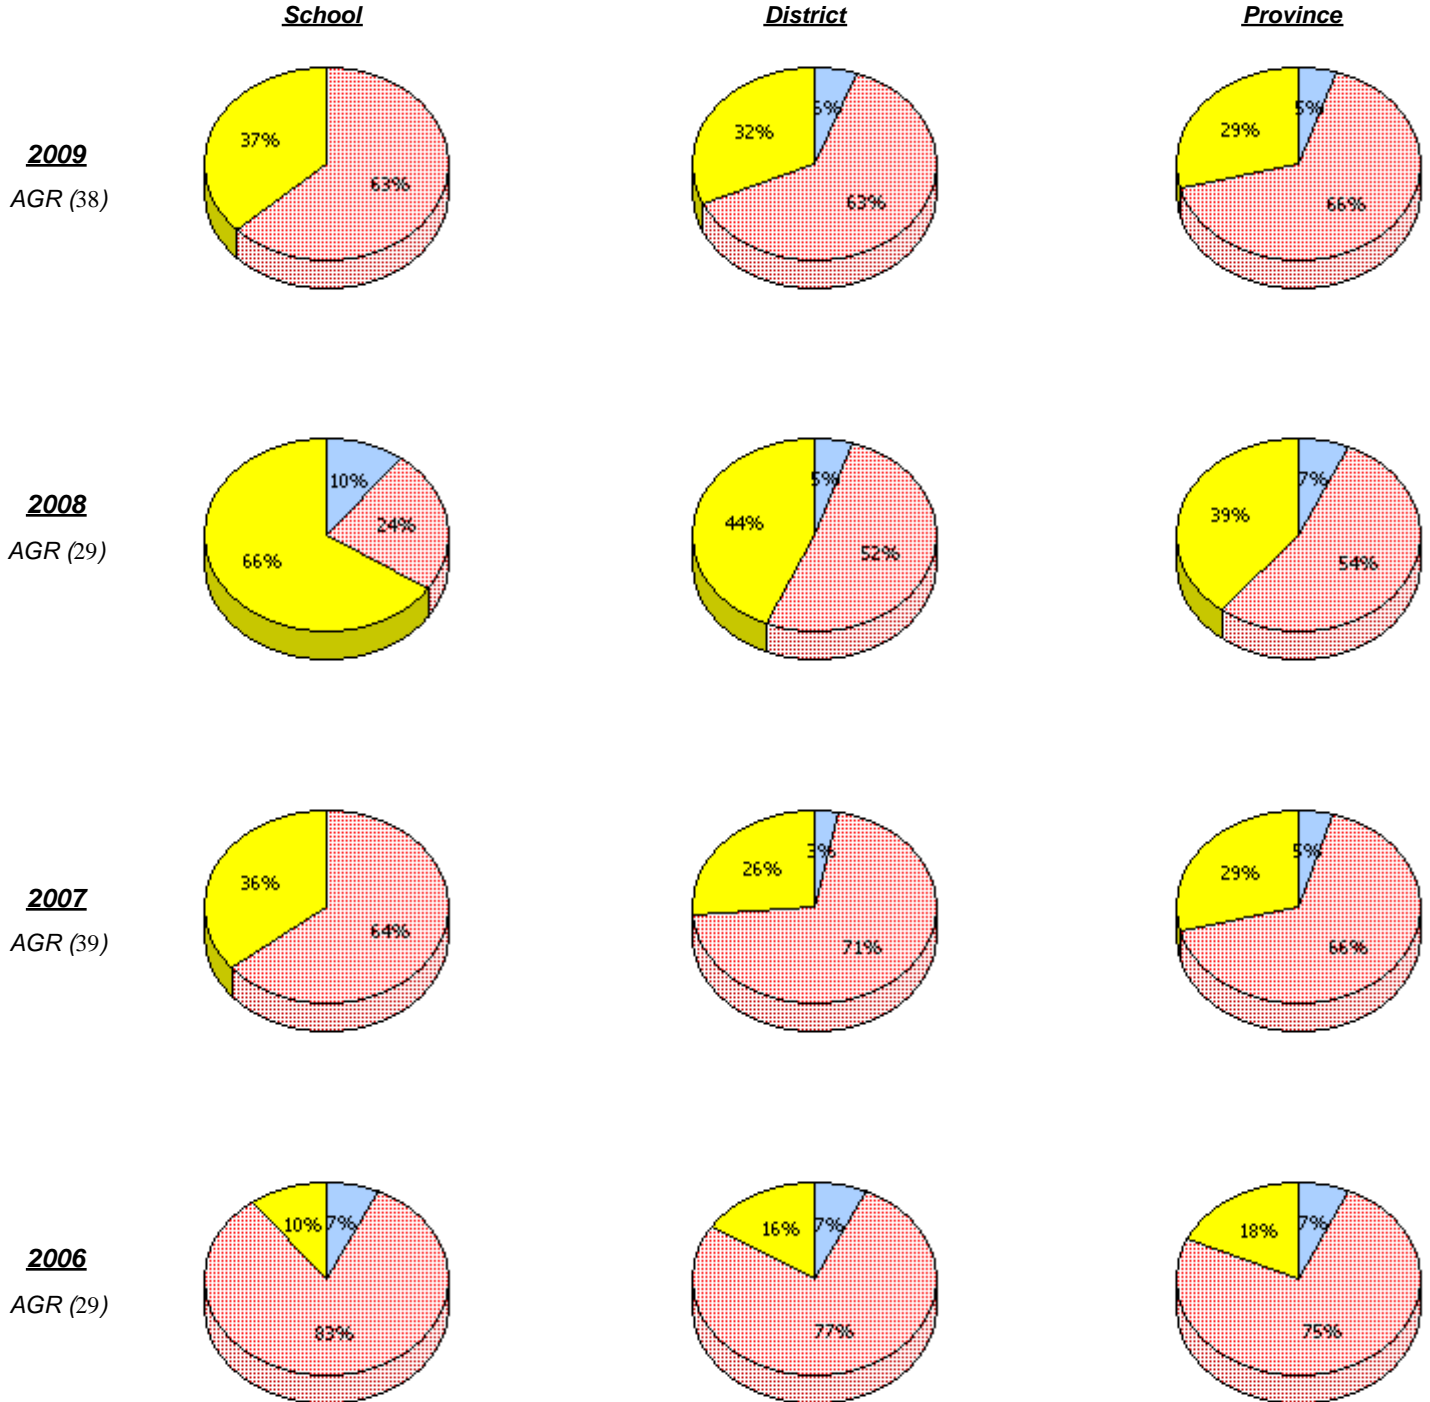 School District Province
37% 63% 32% 5% 63% 29% 5% 66%
2009
AGR (38)
10% 24% 66% 44% 5% 52% 39% 7% 54%
2008
AGR (29)
36% 64% 26% 3% 71% 29% 5% 66%
2007
AGR (39)
10% 7% 83% 16% 7% 77% 18% 7% 75%
2006
AGR (29)